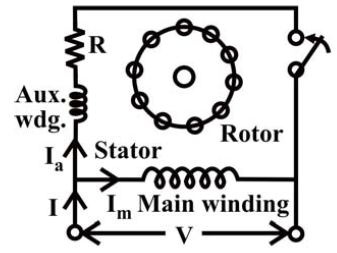 R
Aux.
wdg.
Rotor
Iₐ Stator
I Iₘ Main winding
V